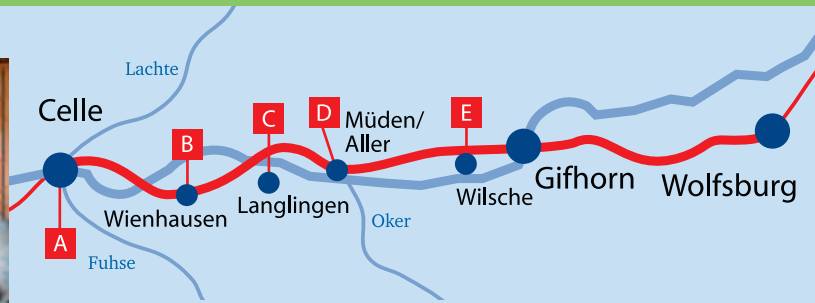 Lachte
Celle
A
B
C
D
E
Müden/
Aller
Wienhausen
Langlingen
Wilsche
Gifhorn
Wolfsburg
Oker
Fuhse